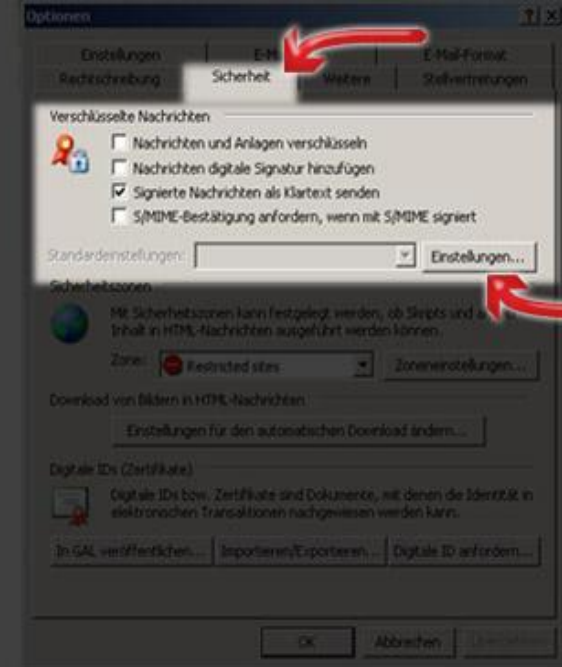 Optionen
Einstellungen E-Mail-Format
Rechtschreibung Sicherheit Weitere Stellvertretungen
Verschlüsselte Nachrichten
Nachrichten und Anlagen verschlüsseln
Nachrichten digitale Signatur hinzufügen
Signierte Nachrichten als Klartext senden
S/MIME-Bestätigung anfordern, wenn mit S/MIME signiert
Standardeinstellungen: Einstellungen...
Sicherheitszonen
Mit Sicherheitszonen kann festgelegt werden, ob Skripts und
Inhalt in HTML-Nachrichten ausgeführt werden können.
Zone: Restricted sites Zoneneinstellungen...
Download von Bildern in HTML-Nachrichten
Einstellungen für den automatischen Download ändern...
Digitale IDs (Zertifikate)
Digitale IDs bzw. Zertifikate sind Dokumente, mit denen die Identität in
elektronischen Transaktionen nachgewiesen werden kann.
In GAL veröffentlichen... Importieren/Exportieren... Digitale ID anfordern...
OK Abbrechen